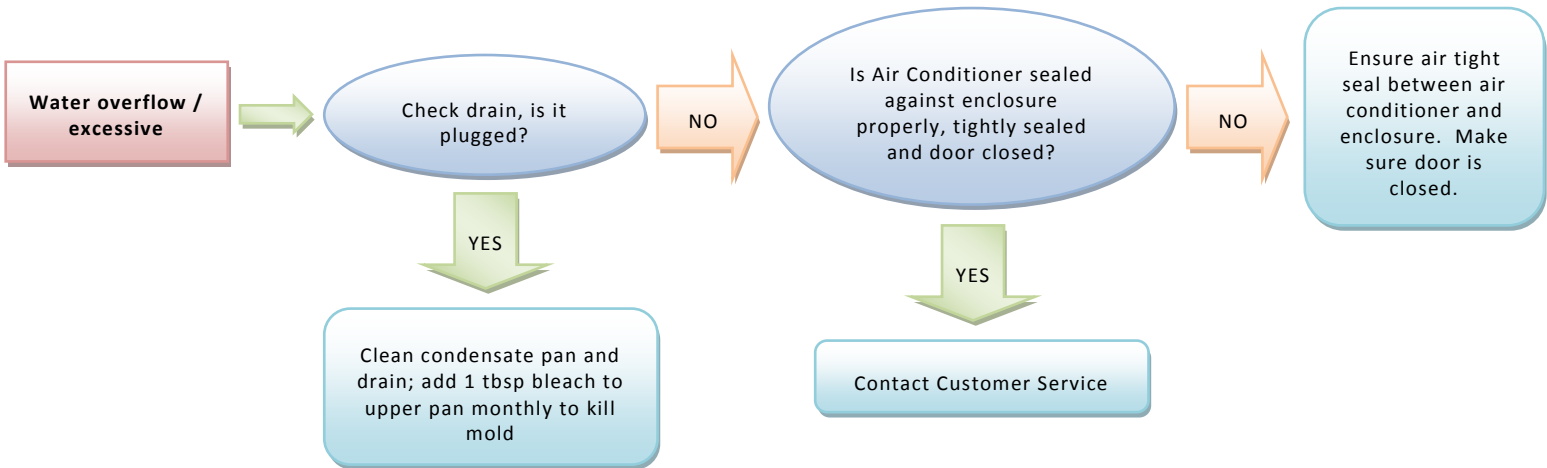 Water overflow /
excessive
Check drain, is it
plugged?
NO
Is Air Conditioner sealed
against enclosure
properly, tightly sealed
and door closed?
NO
Ensure air tight
seal between air
conditioner and
enclosure. Make
sure door is
closed.
YES
Clean condensate pan and
drain; add 1 tbsp bleach to
upper pan monthly to kill
mold
YES
Contact Customer Service